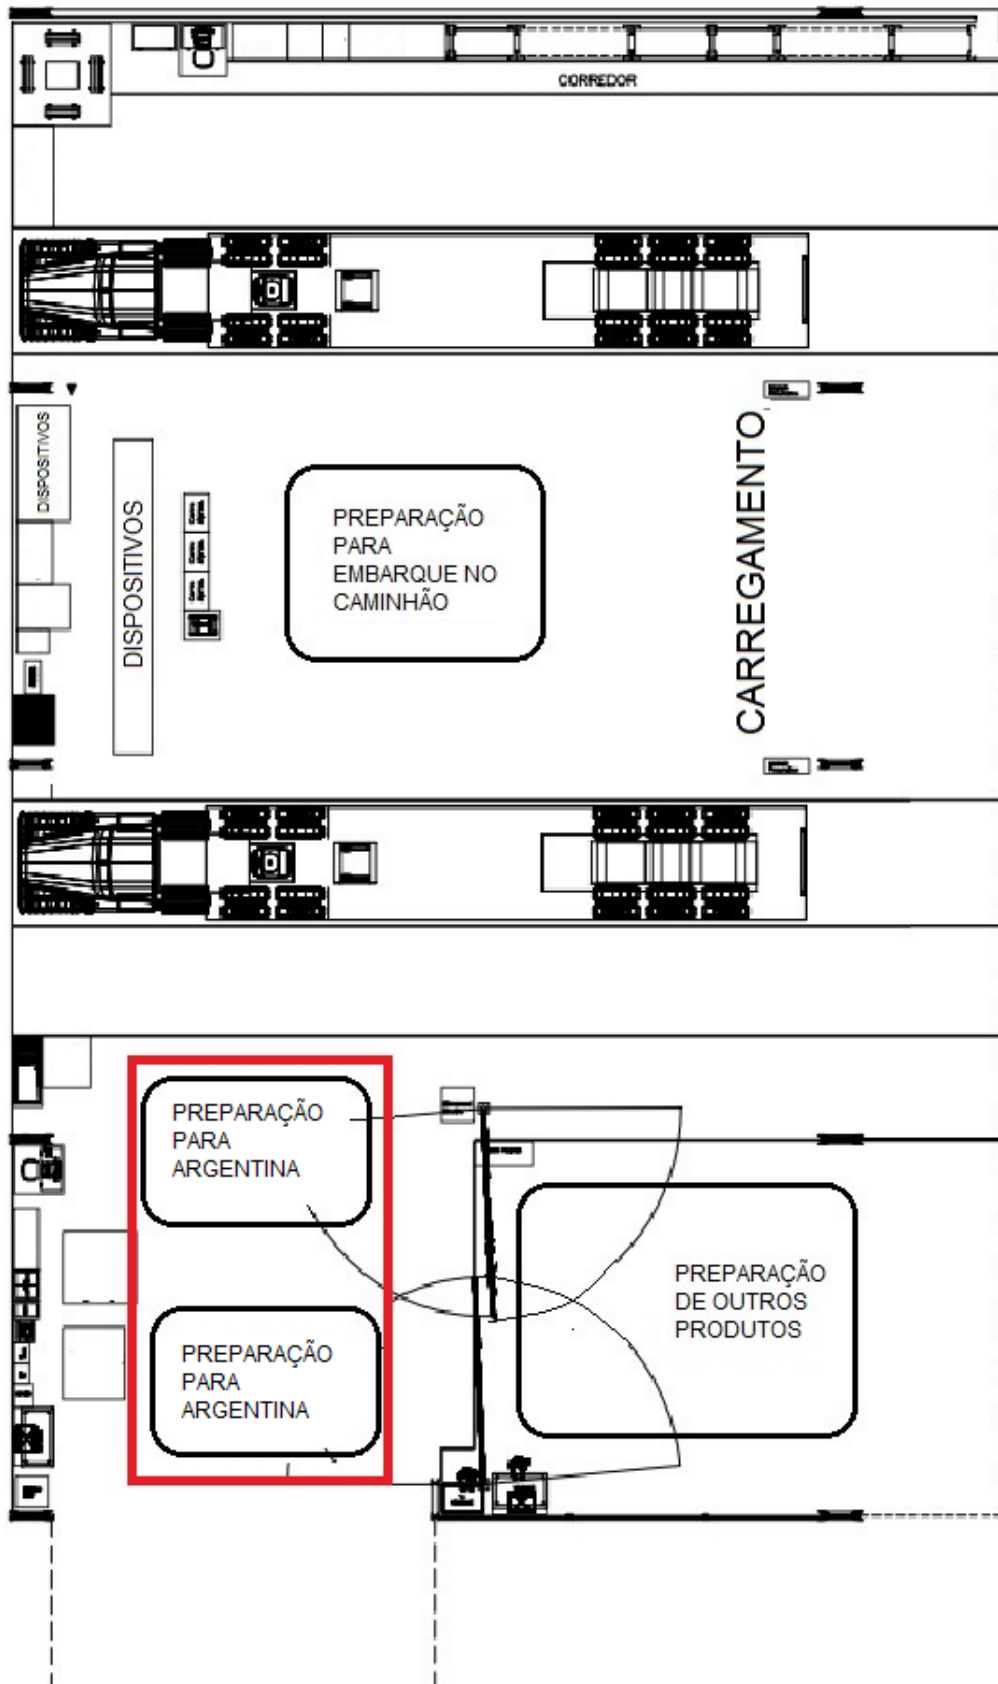 CORREDOR
DISPOSITIVOS
DISPOSITIVOS
PREPARAÇÃO
PARA
EMBARQUE NO
CAMINHÃO
CARREGAMENTO
PREPARAÇÃO
PARA
ARGENTINA
PREPARAÇÃO
PARA
ARGENTINA
PREPARAÇÃO
DE OUTROS
PRODUTOS